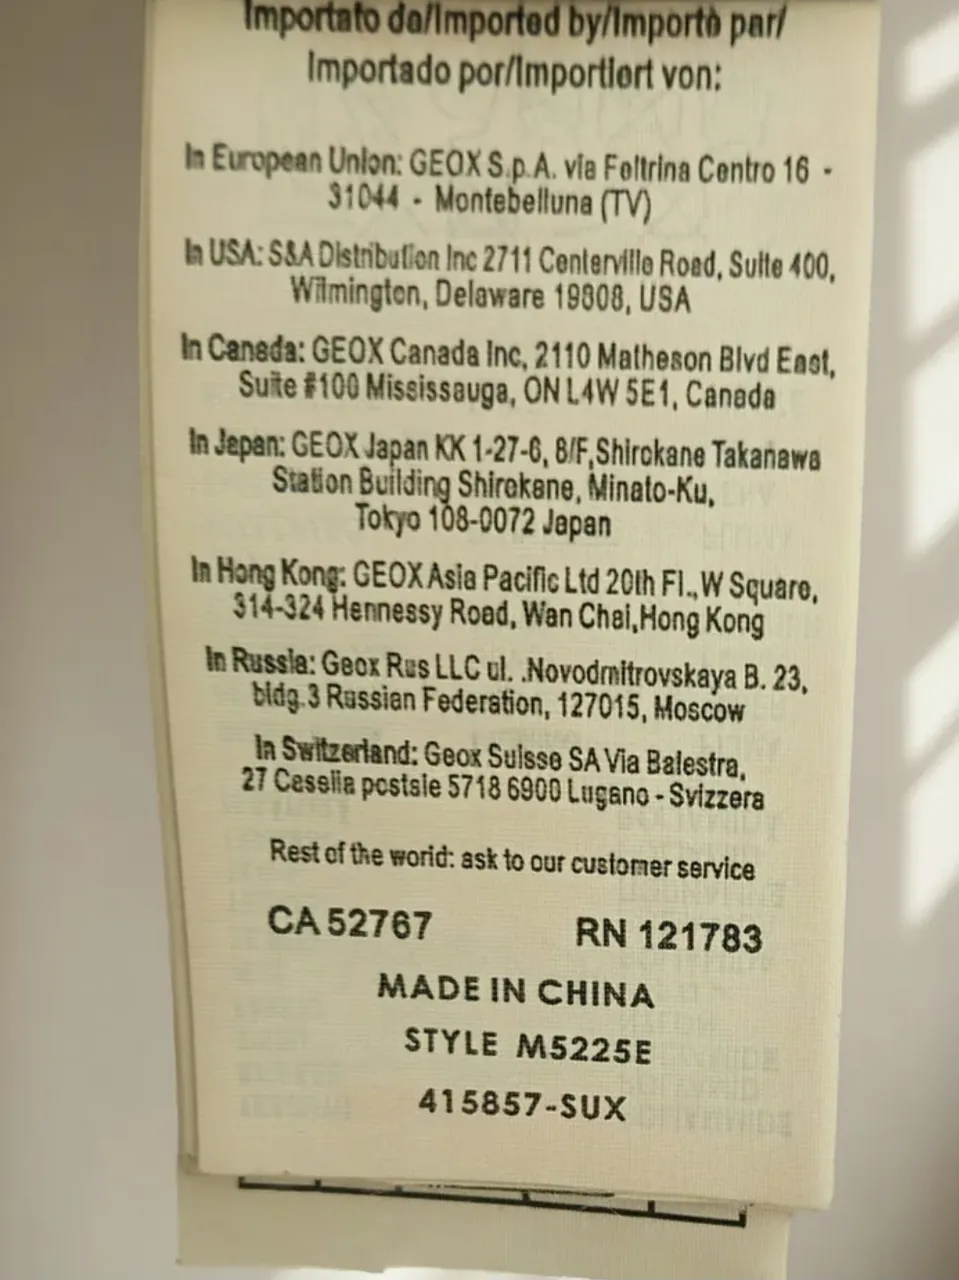 Importato da/Imported by/Importè par/
Importado por/Importiert von:
In European Union: GEOX S.p.A. via Feltrina Centro 16 -
31044 - Montebelluna (TV)
In USA: S&A Distribution Inc 2711 Centerville Road, Suite 400,
Wilmington, Delaware 19808, USA
In Canada: GEOX Canada Inc, 2110 Matheson Blvd East,
Suite #100 Mississauga, ON L4W 5E1, Canada
In Japan: GEOX Japan KK 1-27-6, 8/F,Shirokane Takanawa
Station Building Shirokane, Minato-Ku,
Tokyo 108-0072 Japan
In Hong Kong: GEOX Asia Pacific Ltd 20th Fl.,W Square,
314-324 Hennessy Road, Wan Chai,Hong Kong
In Russia: Geox Rus LLC ul. .Novodmitrovskaya B. 23,
bldg.3 Russian Federation, 127015, Moscow
In Switzerland: Geox Suisse SA Via Balestra,
27 Casella postale 5718 6900 Lugano - Svizzera
Rest of the world: ask to our customer service
CA 52767 RN 121783
MADE IN CHINA
STYLE M5225E
415857-SUX